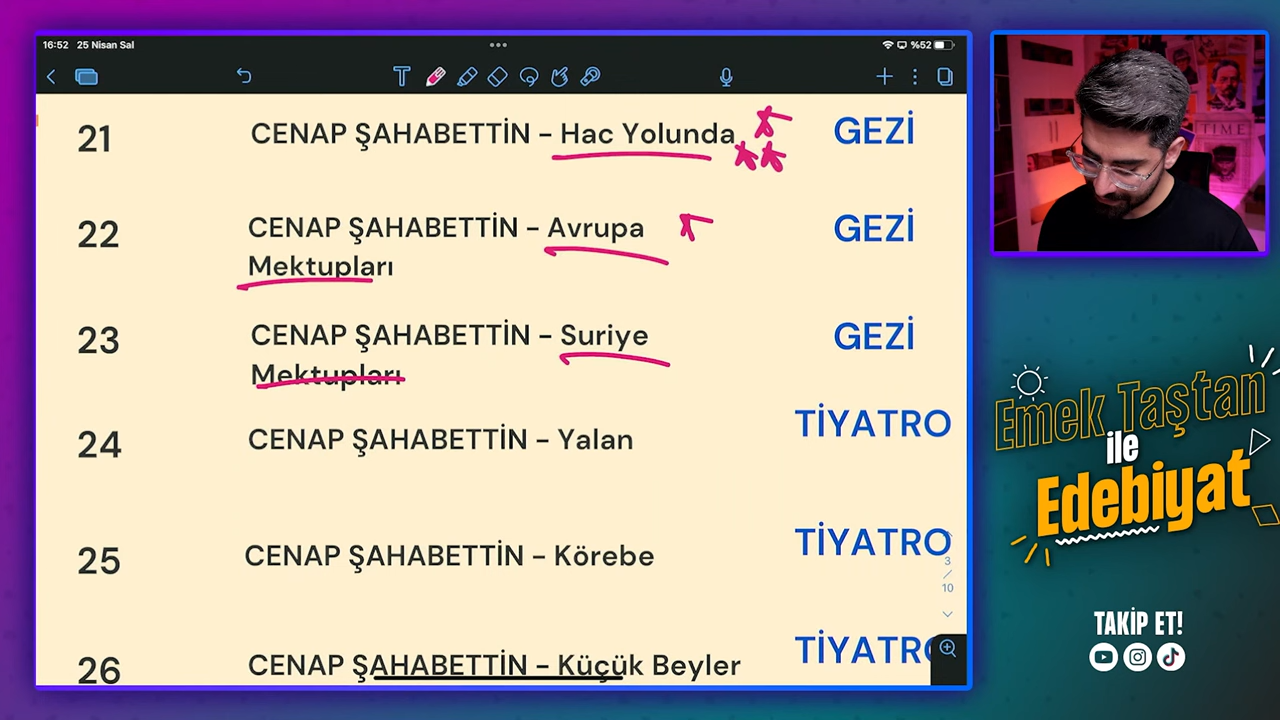 16:52 25 Nisan Sal
%52
21 CENAP ŞAHABETTİN – Hac Yolunda GEZİ
22 CENAP ŞAHABETTİN – Avrupa GEZİ
Mektupları
23 CENAP ŞAHABETTİN – Suriye GEZİ
Mektupları
24 CENAP ŞAHABETTİN – Yalan TİYATRO
25 CENAP ŞAHABETTİN – Körebe TİYATRO
3
/
10
26 CENAP ŞAHABETTİN – Küçük Beyler TİYATRO
TIME
Emek Taştan
ile
Edebiyat
TAKİP ET!